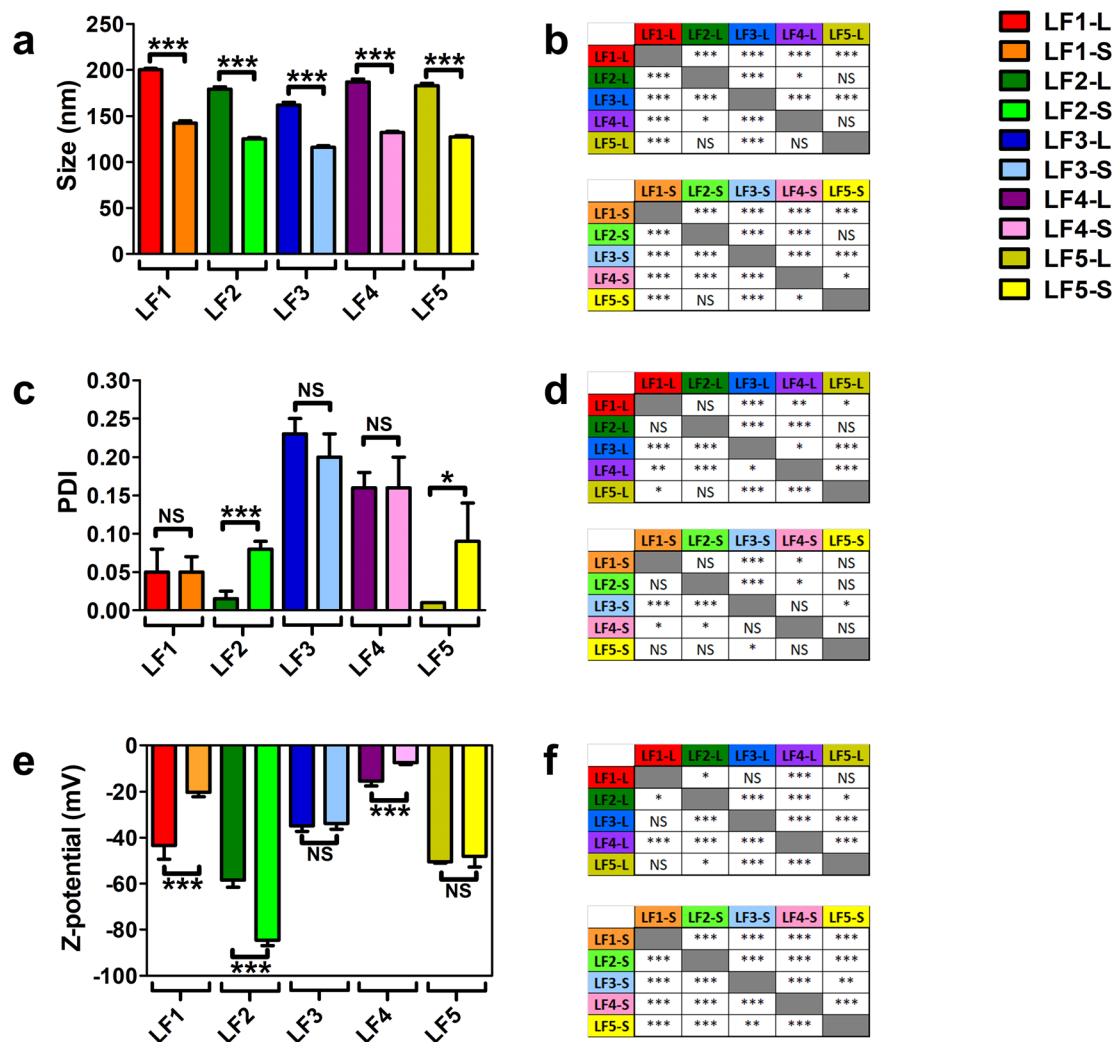 a
Size (nm)
250
200
150
100
50
0
*** *** *** *** ***
LF1 LF2 LF3 LF4 LF5
b
LF1-L LF2-L LF3-L LF4-L LF5-L
LF1-L *** *** *** ***
LF2-L *** *** * NS
LF3-L *** *** *** ***
LF4-L *** * *** NS
LF5-L *** NS *** NS
LF1-S LF2-S LF3-S LF4-S LF5-S
LF1-S *** *** *** ***
LF2-S *** *** *** NS
LF3-S *** *** *** ***
LF4-S *** *** *** *
LF5-S *** NS *** *
LF1-L
LF1-S
LF2-L
LF2-S
LF3-L
LF3-S
LF4-L
LF4-S
LF5-L
LF5-S
c
PDI
0.30
0.25
0.20
0.15
0.10
0.05
0.00
NS *** NS NS *
LF1 LF2 LF3 LF4 LF5
d
LF1-L LF2-L LF3-L LF4-L LF5-L
LF1-L NS *** ** *
LF2-L NS *** *** NS
LF3-L *** *** * ***
LF4-L ** *** * ***
LF5-L * NS *** ***
LF1-S LF2-S LF3-S LF4-S LF5-S
LF1-S NS *** * NS
LF2-S NS *** * NS
LF3-S *** *** NS *
LF4-S * * NS NS
LF5-S NS NS * NS
e
Z-potential (mV)
0
-20
-40
-60
-80
-100
*** *** NS *** NS
LF1 LF2 LF3 LF4 LF5
f
LF1-L LF2-L LF3-L LF4-L LF5-L
LF1-L * NS *** NS
LF2-L * *** *** *
LF3-L NS *** *** ***
LF4-L *** *** *** ***
LF5-L NS * *** ***
LF1-S LF2-S LF3-S LF4-S LF5-S
LF1-S *** *** *** ***
LF2-S *** *** *** ***
LF3-S *** *** *** **
LF4-S *** *** *** ***
LF5-S *** *** ** ***